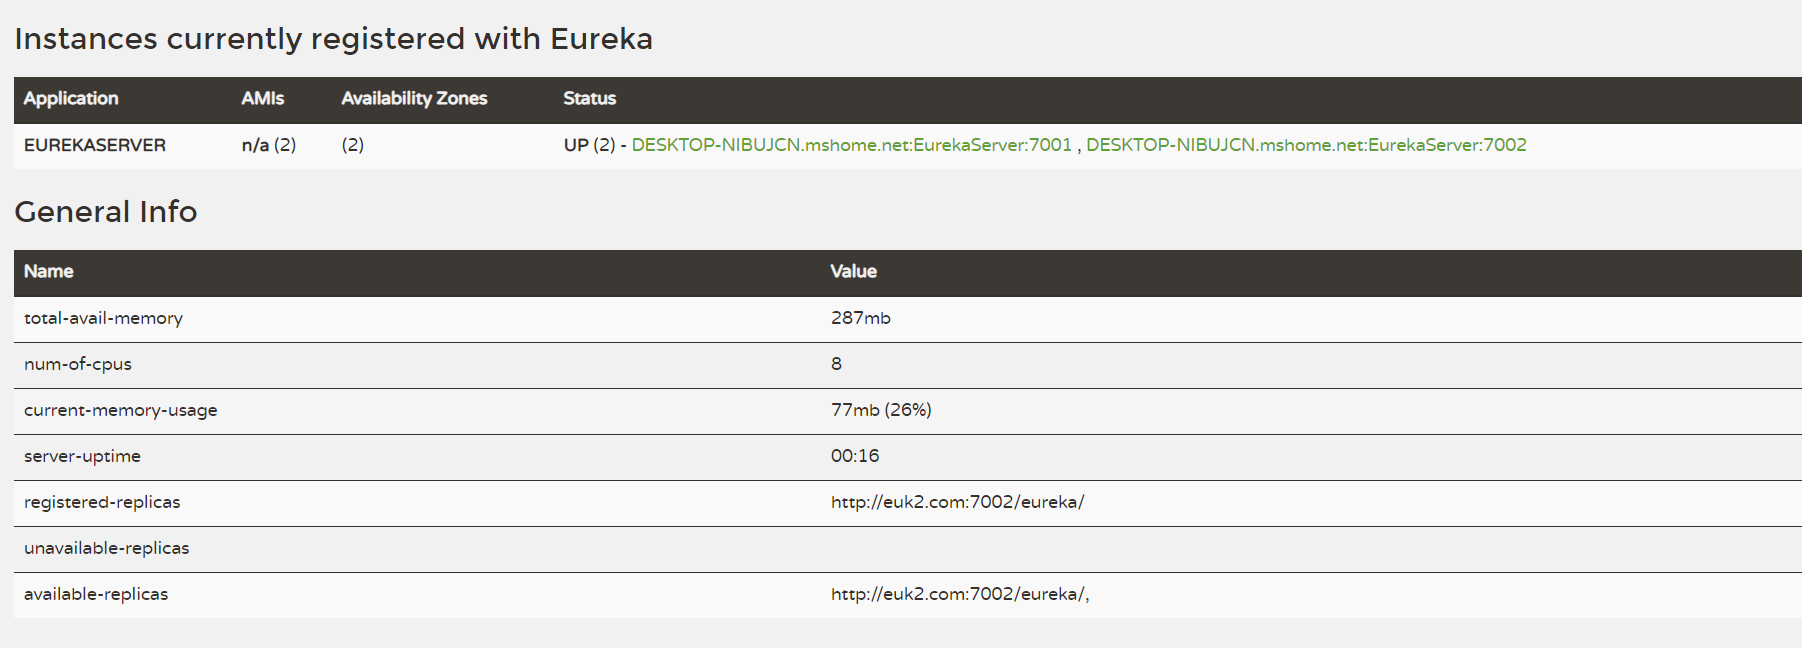 Instances currently registered with Eureka
Application AMIs Availability Zones Status
EUREKASERVER n/a (2) (2) UP (2) - DESKTOP-NIBUJCN.mshome.net:EurekaServer:7001 , DESKTOP-NIBUJCN.mshome.net:EurekaServer:7002
General Info
Name Value
total-avail-memory 287mb
num-of-cpus 8
current-memory-usage 77mb (26%)
server-uptime 00:16
registered-replicas http://euk2.com:7002/eureka/
unavailable-replicas
available-replicas http://euk2.com:7002/eureka/,